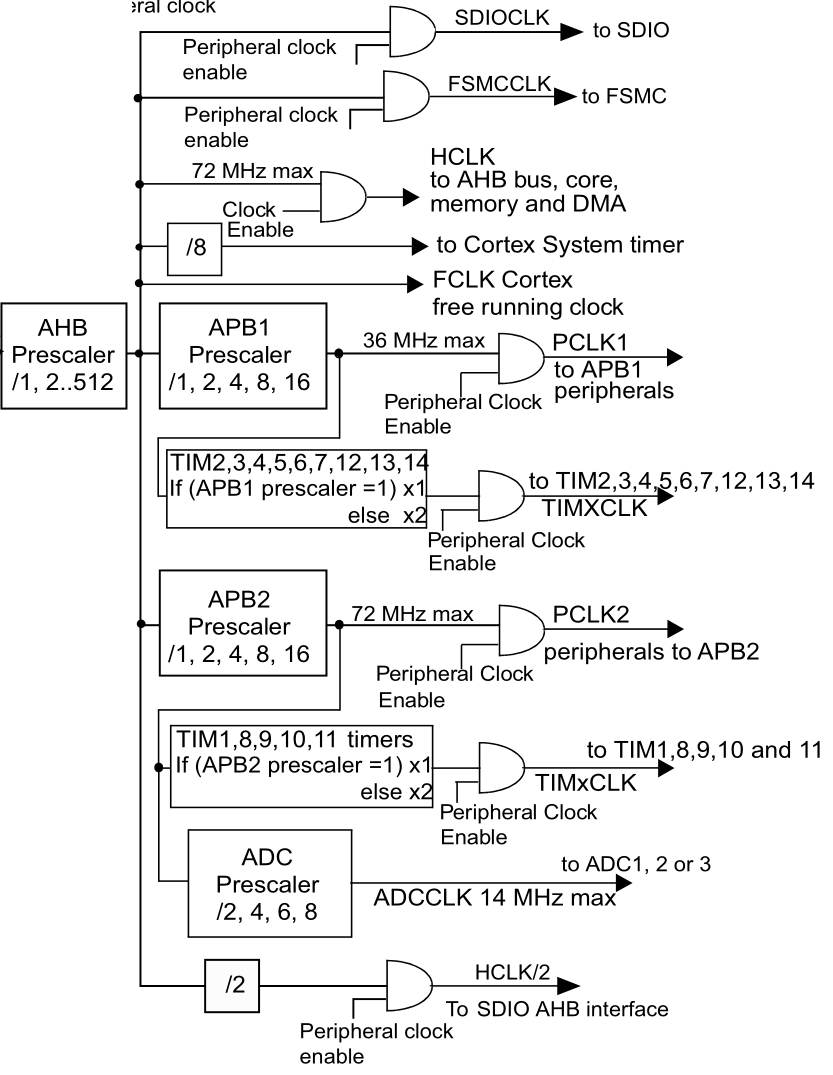 eral clock
SDIOCLK
to SDIO
Peripheral clock
enable
FSMCCLK
to FSMC
Peripheral clock
enable
72 MHz max
HCLK
to AHB bus, core,
memory and DMA
Clock
Enable
/8
to Cortex System timer
FCLK Cortex
free running clock
AHB
Prescaler
/1, 2..512
APB1
Prescaler
/1, 2, 4, 8, 16
36 MHz max
PCLK1
to APB1
peripherals
Peripheral Clock
Enable
TIM2,3,4,5,6,7,12,13,14
If (APB1 prescaler =1) x1
else x2
to TIM2,3,4,5,6,7,12,13,14
TIMXCLK
Peripheral Clock
Enable
APB2
Prescaler
/1, 2, 4, 8, 16
72 MHz max
PCLK2
peripherals to APB2
Peripheral Clock
Enable
TIM1,8,9,10,11 timers
If (APB2 prescaler =1) x1
else x2
to TIM1,8,9,10 and 11
TIMxCLK
Peripheral Clock
Enable
ADC
Prescaler
/2, 4, 6, 8
to ADC1, 2 or 3
ADCCLK 14 MHz max
/2
HCLK/2
To SDIO AHB interface
Peripheral clock
enable